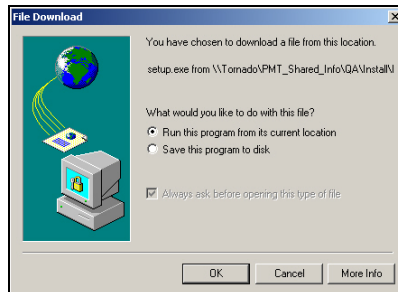 File Download
You have chosen to download a file from this location.
setup.exe from \\Tornado\PMT_Shared_Info\QA\Install\
What would you like to do with this file?
Run this program from its current location
Save this program to disk
Always ask before opening this type of file
OK Cancel More Info